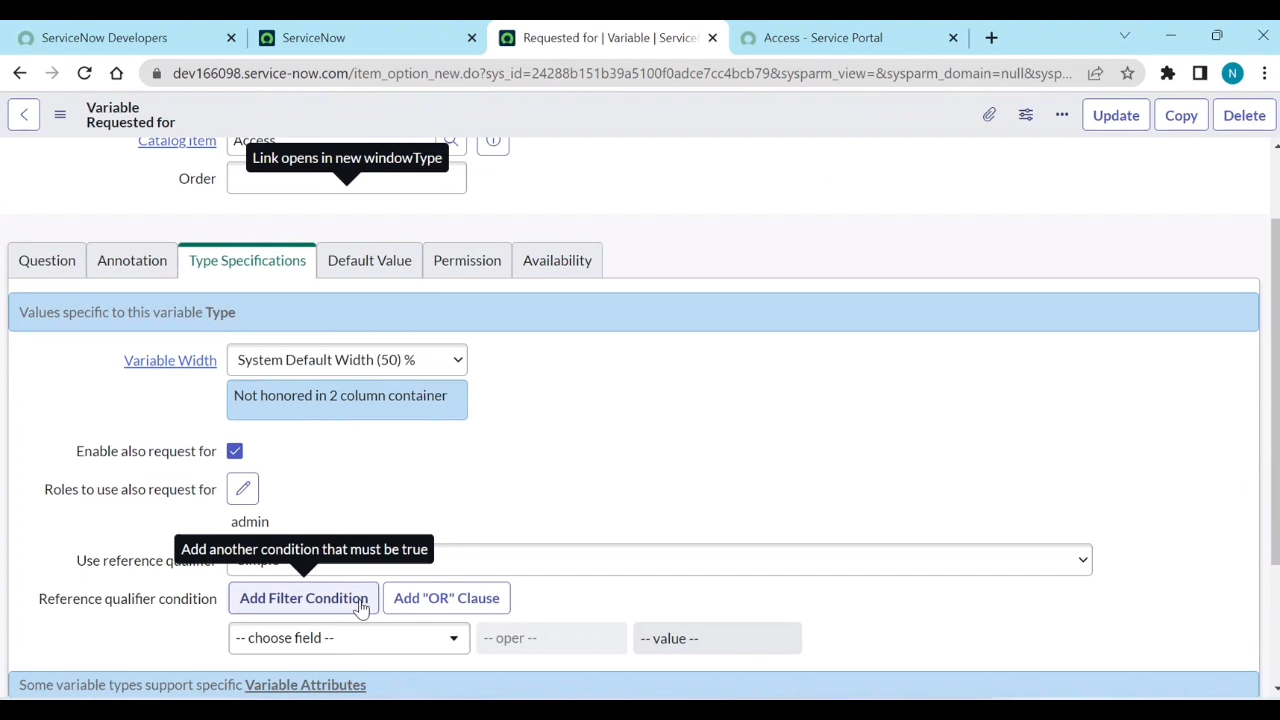 ServiceNow Developers
ServiceNow
Requested for | Variable | Service
Access - Service Portal
dev166098.service-now.com/item_option_new.do?sys_id=24288b151b39a5100f0adce7cc4bcb79&sysparm_view=&sysparm_domain=null&sysp...
N
Variable
Requested for
Update
Copy
Delete
Catalog item
Access
Link opens in new windowType
Order
Question
Annotation
Type Specifications
Default Value
Permission
Availability
Values specific to this variable Type
Variable Width
System Default Width (50) %
Not honored in 2 column container
Enable also request for
Roles to use also request for
admin
Add another condition that must be true
Use reference qualifier
Simple
Reference qualifier condition
Add Filter Condition
Add "OR" Clause
-- choose field --
-- oper --
-- value --
Some variable types support specific Variable Attributes